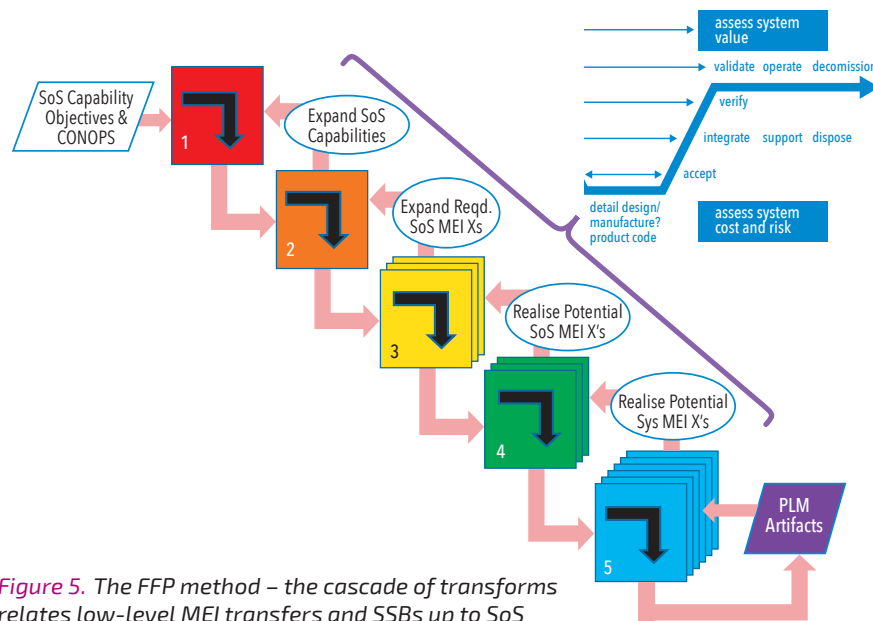 assess system
value
validate operate decomission
verify
integrate support dispose
accept
detail design/
manufacture?
product code
assess system
cost and risk
SoS Capability
Objectives &
CONOPS
1
Expand SoS
Capabilities
2
Expand Reqd.
SoS MEI Xs
3
Realise Potential
SoS MEI X's
4
Realise Potential
Sys MEI X's
5
PLM
Artifacts
Figure 5. The FFP method – the cascade of transforms
relates low-level MEI transfers and SSBs up to SoS